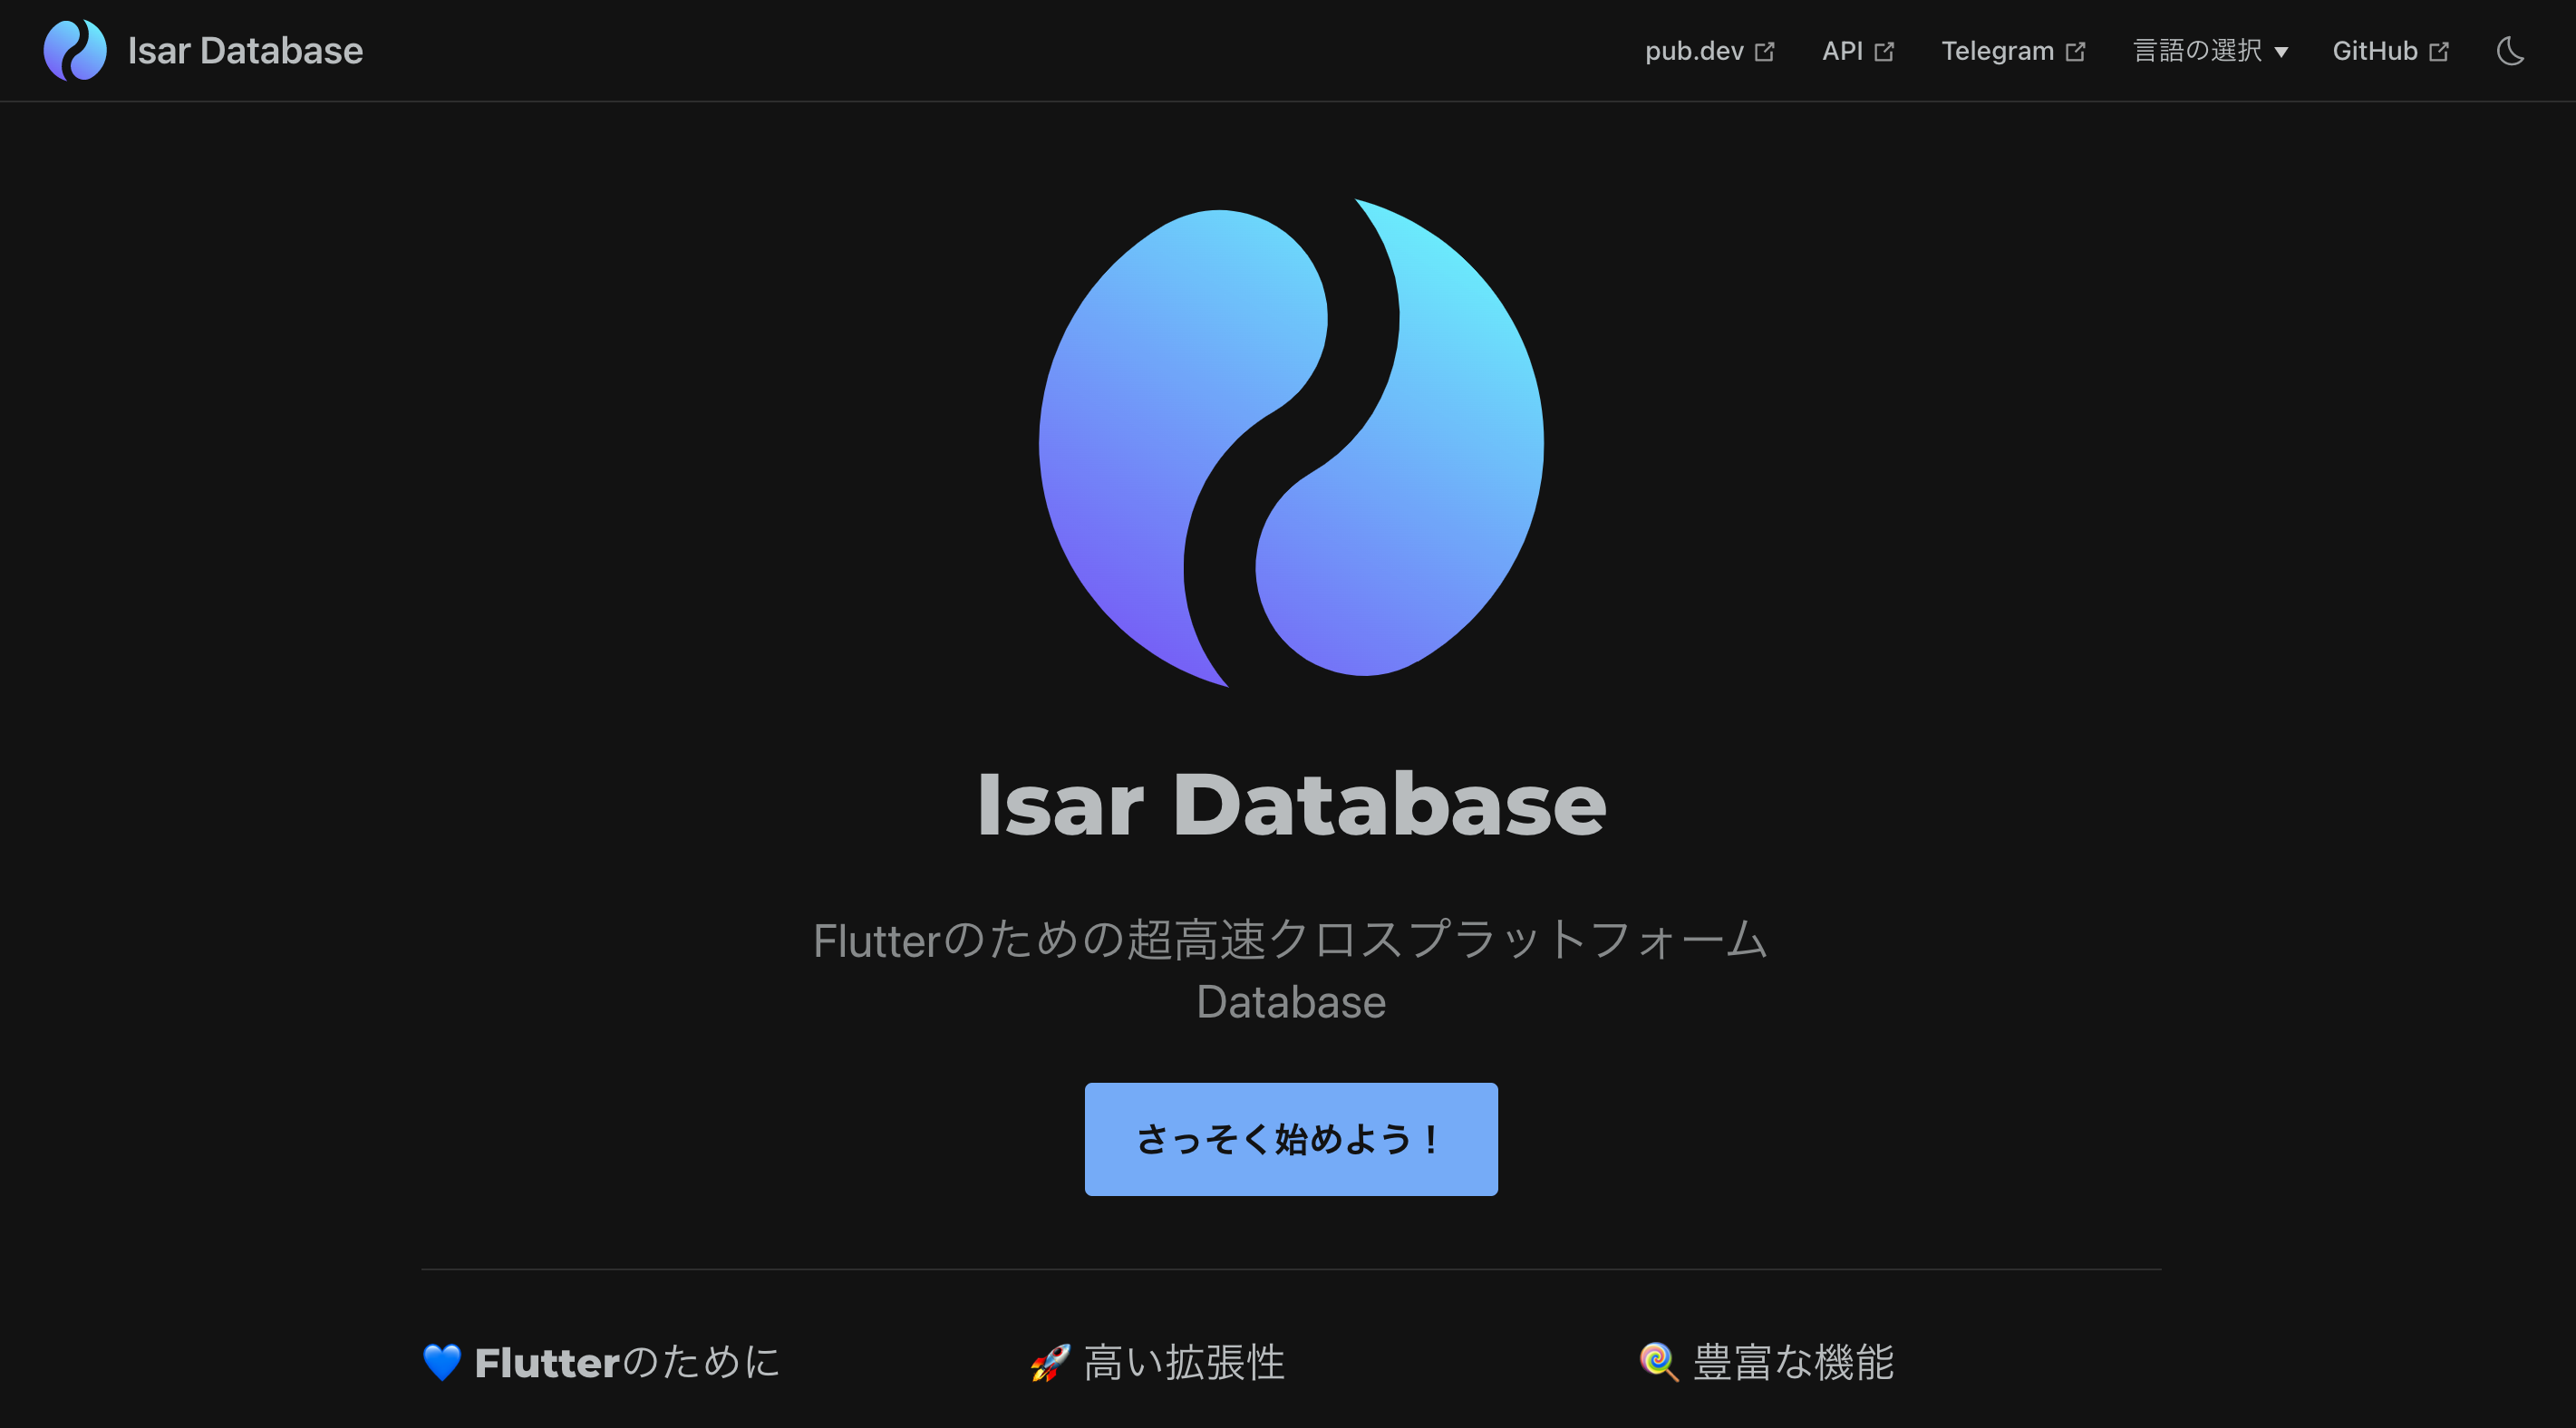 Isar Database
pub.dev
API
Telegram
言語の選択
GitHub
Isar Database
Flutterのための超高速クロスプラットフォーム
Database
さっそく始めよう！
💙 Flutterのために
🚀 高い拡張性
🍭 豊富な機能